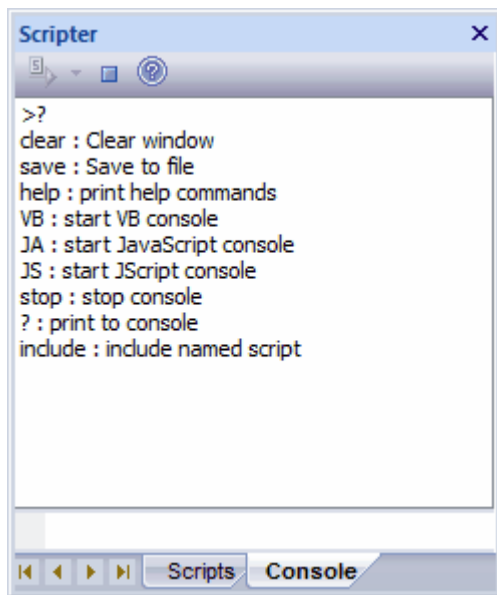 Scripter
>?
clear : Clear window
save : Save to file
help : print help commands
VB : start VB console
JA : start JavaScript console
JS : start JScript console
stop : stop console
? : print to console
include : include named script
Scripts Console